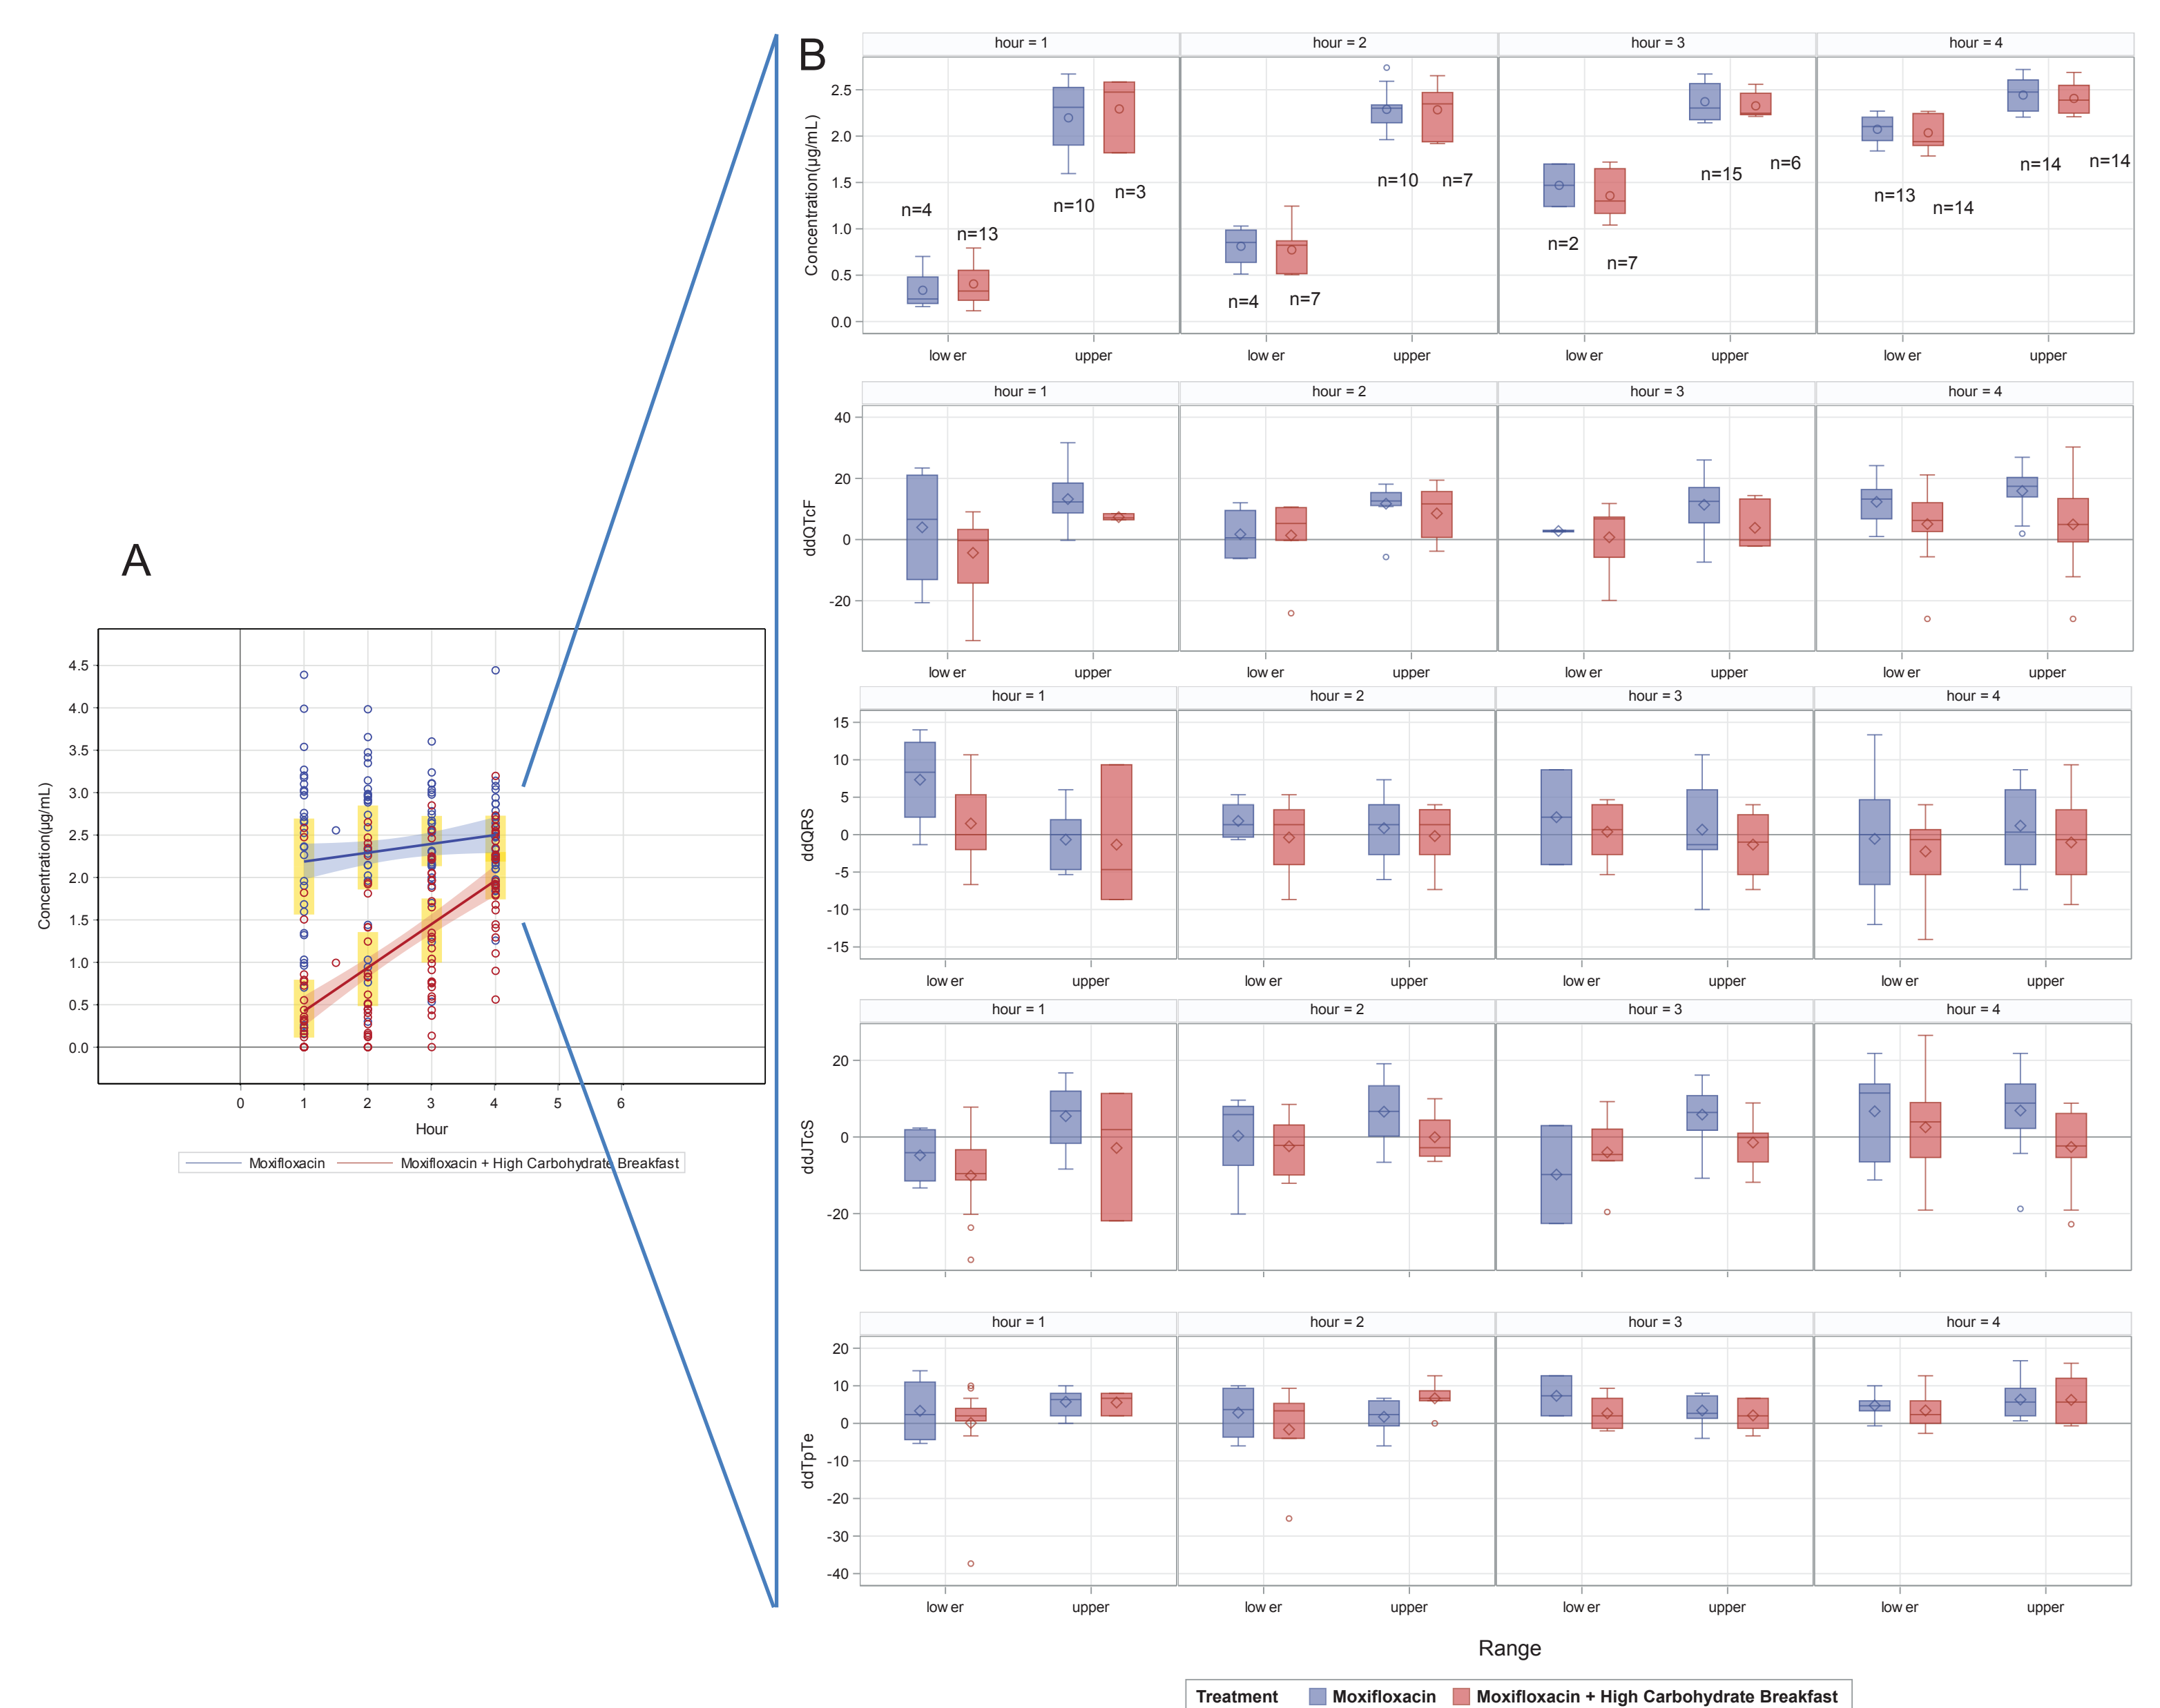 A
4.5
4.0
3.5
3.0
2.5
2.0
1.5
1.0
0.5
0.0
Concentration(µg/mL)
0 1 2 3 4 5 6
Hour
Moxifloxacin Moxifloxacin + High Carbohydrate Breakfast
B
hour = 1 hour = 2 hour = 3 hour = 4
Concentration(µg/mL)
2.5
2.0
1.5
1.0
0.5
0.0
n=4 n=13 n=10 n=3
n=4 n=7 n=10 n=7
n=2 n=7 n=15 n=6
n=13 n=14 n=14 n=14
low er upper low er upper low er upper low er upper
hour = 1 hour = 2 hour = 3 hour = 4
ddQTcF
40
20
0
-20
low er upper low er upper low er upper low er upper
hour = 1 hour = 2 hour = 3 hour = 4
ddQRS
15
10
5
0
-5
-10
-15
low er upper low er upper low er upper low er upper
hour = 1 hour = 2 hour = 3 hour = 4
ddJTcS
20
0
-20
hour = 1 hour = 2 hour = 3 hour = 4
ddTpTe
20
10
0
-10
-20
-30
-40
low er upper low er upper low er upper low er upper
Range
Treatment Moxifloxacin Moxifloxacin + High Carbohydrate Breakfast